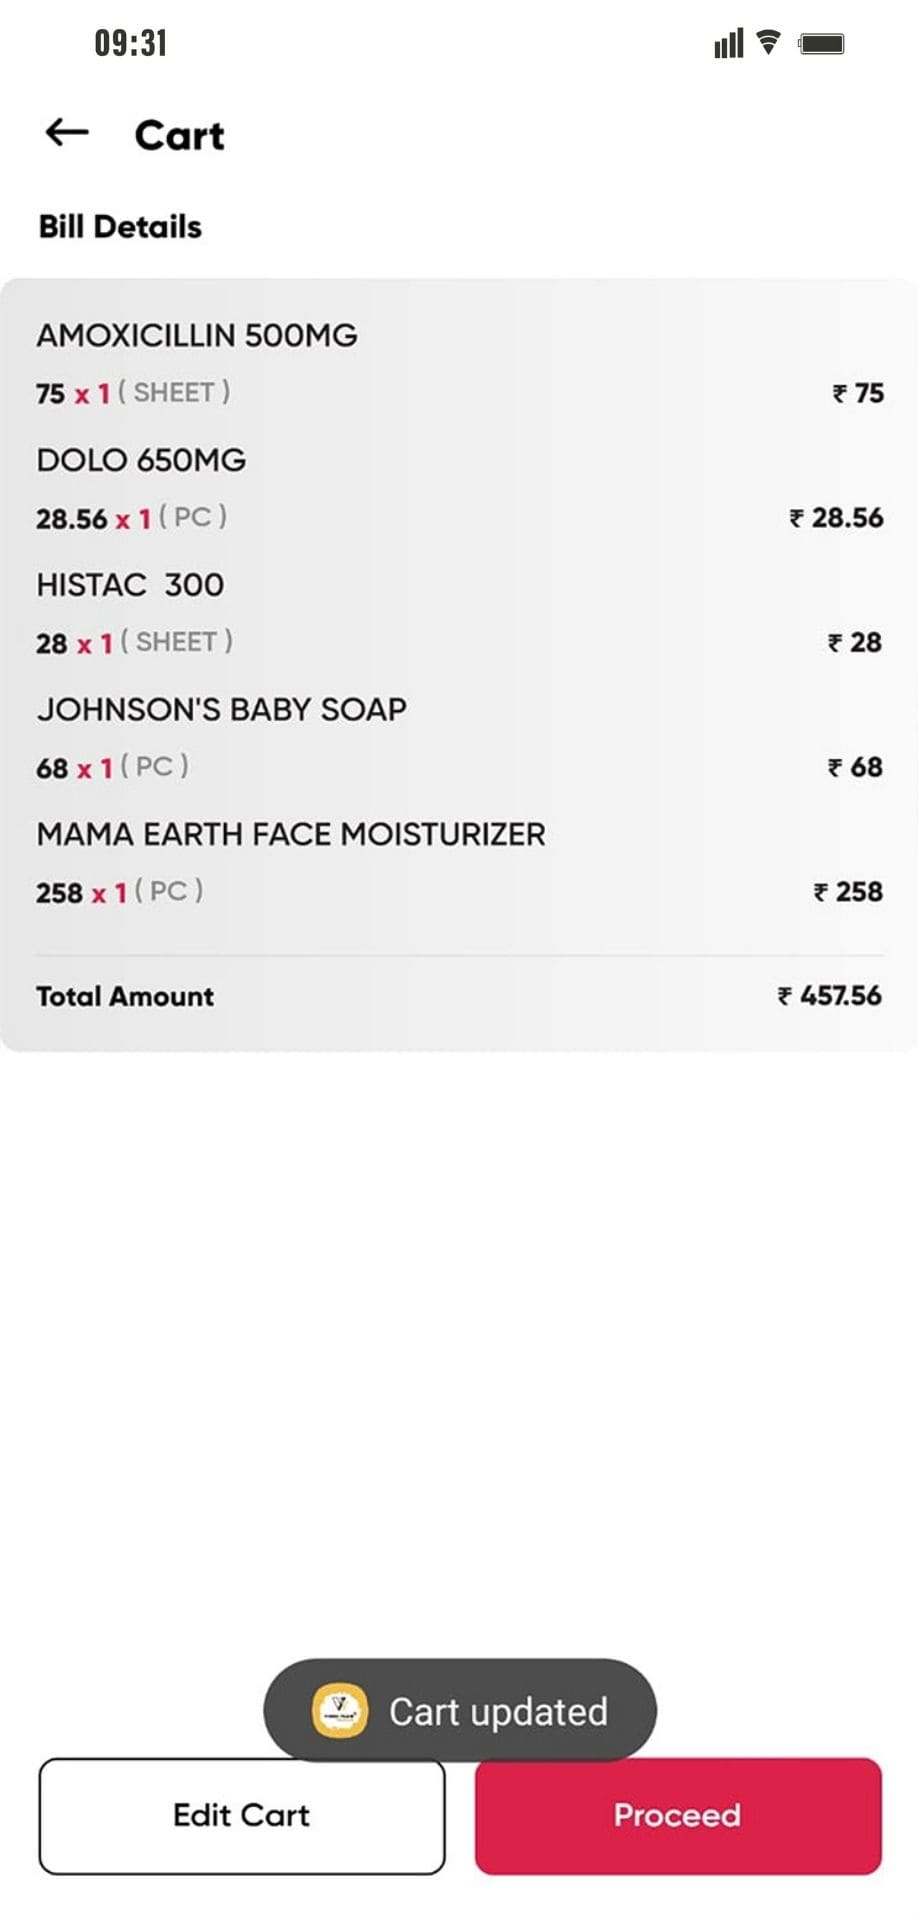 09:31
Cart
Bill Details
AMOXICILLIN 500MG
75 x 1 ( SHEET ) ₹ 75
DOLO 650MG
28.56 x 1 ( PC ) ₹ 28.56
HISTAC  300
28 x 1 ( SHEET ) ₹ 28
JOHNSON'S BABY SOAP
68 x 1 ( PC ) ₹ 68
MAMA EARTH FACE MOISTURIZER
258 x 1 ( PC ) ₹ 258
Total Amount ₹ 457.56
Cart updated
Edit Cart Proceed